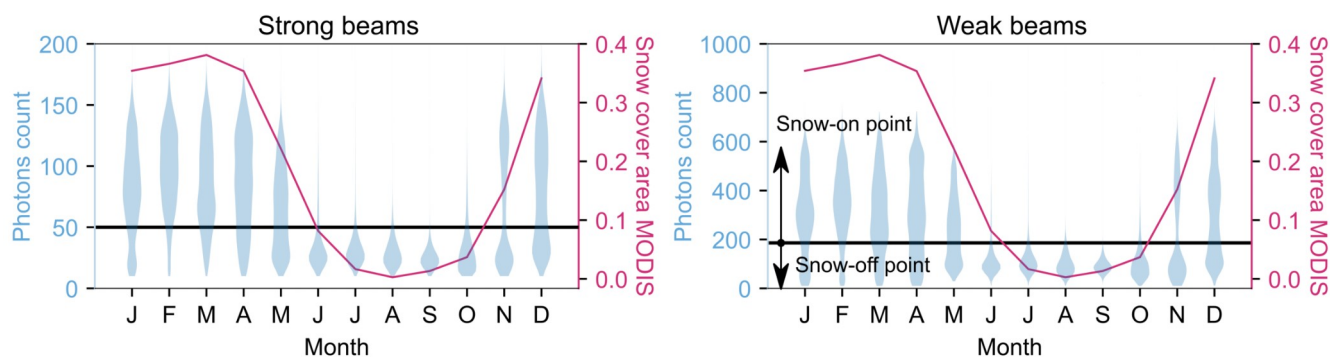 Strong beams
200
150
100
50
0
Photons count
0.4
0.3
0.2
0.1
0.0
Snow cover area MODIS
J F M A M J J A S O N D
Month
Weak beams
1000
800
600
400
200
0
Photons count
Snow-on point
Snow-off point
0.4
0.3
0.2
0.1
0.0
Snow cover area MODIS
J F M A M J J A S O N D
Month